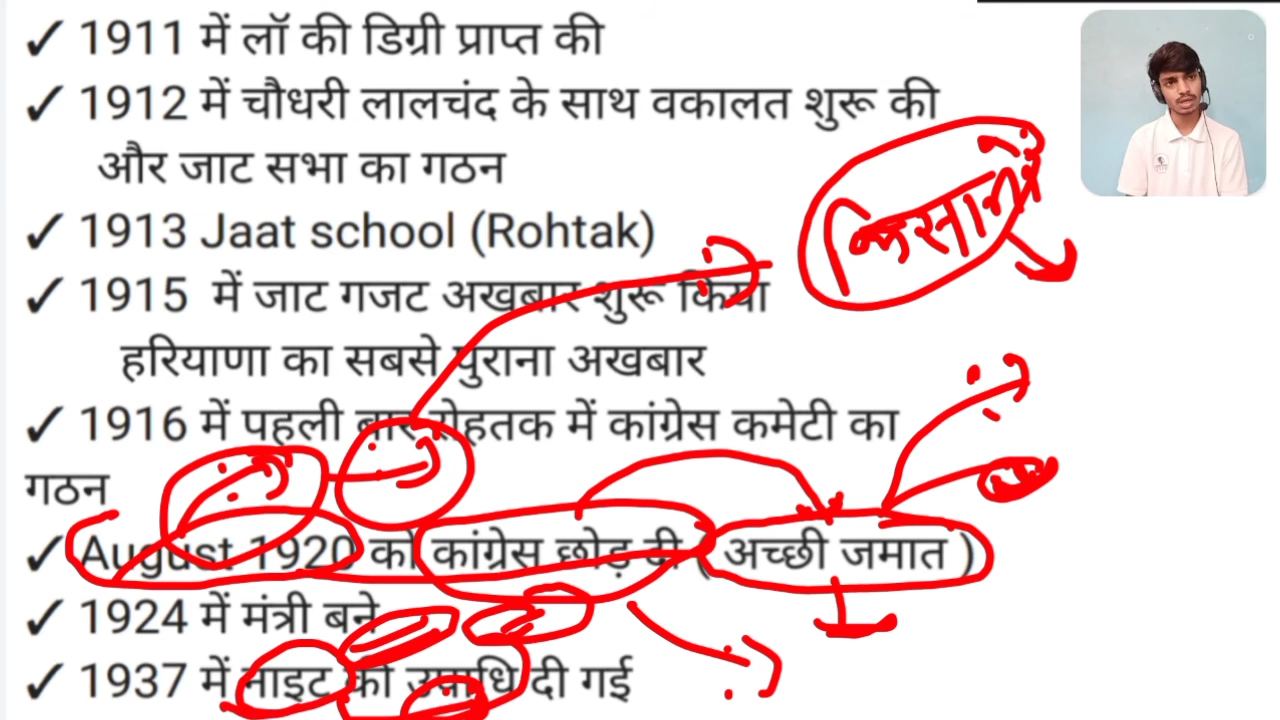 ✓ 1911 में लॉ की डिग्री प्राप्त की
✓ 1912 में चौधरी लालचंद के साथ वकालत शुरू की
और जाट सभा का गठन
✓ 1913 Jaat school (Rohtak)
✓ 1915 में जाट गजट अखबार शुरू किया
हरियाणा का सबसे पुराना अखबार
✓ 1916 में पहली बार रोहतक में कांग्रेस कमेटी का
गठन
✓ August 1920 को कांग्रेस छोड़ दी ( अच्छी जमात )
✓ 1924 में मंत्री बने
✓ 1937 में नाइट की उपाधि दी गई
किसानों